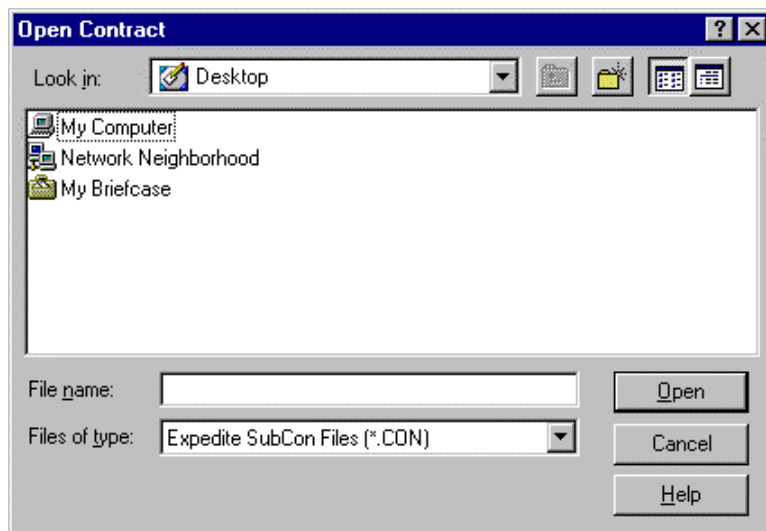 Open Contract
Look in: Desktop
My Computer
Network Neighborhood
My Briefcase
File name: Open
Files of type: Expedite SubCon Files (*.CON) Cancel
Help